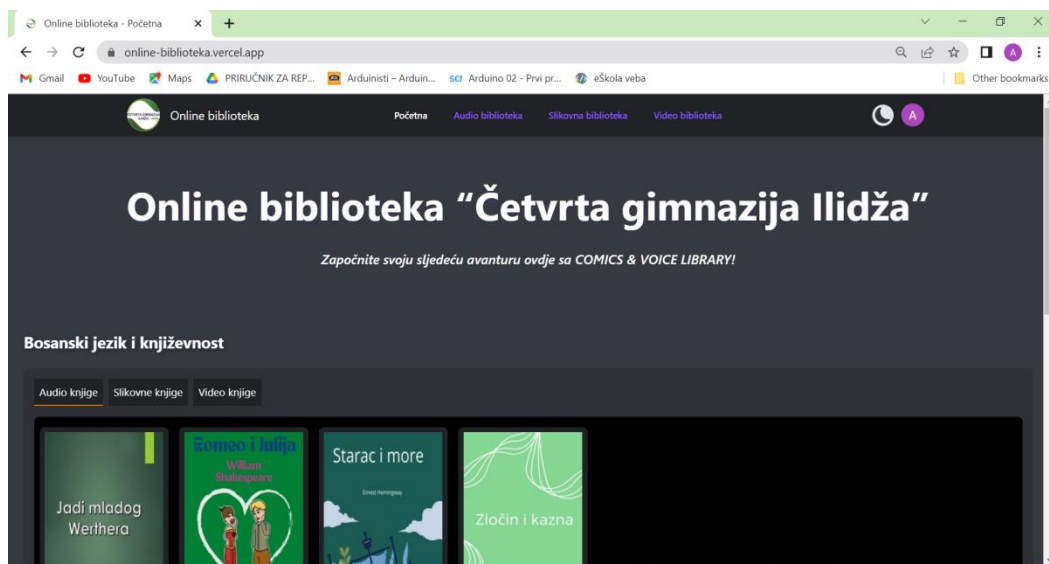 Online biblioteka - Početna
online-biblioteka.vercel.app
A
Gmail YouTube Maps PRIRUČNIK ZA REP... Arduinisti – Arduin... SCI Arduino 02 - Prvi pr... eŠkola veba Other bookmarks
Online biblioteka Početna Audio biblioteka Slikovna biblioteka Video biblioteka A
Online biblioteka “Četvrta gimnazija Ilidža”
Započnite svoju sljedeću avanturu ovdje sa COMICS & VOICE LIBRARY!
Bosanski jezik i književnost
Audio knjige Slikovne knjige Video knjige
Jadi mladog
Werthera
Romeo i Julija
William
Shakespeare
Starac i more
Ernest Hemingway
Zločin i kazna